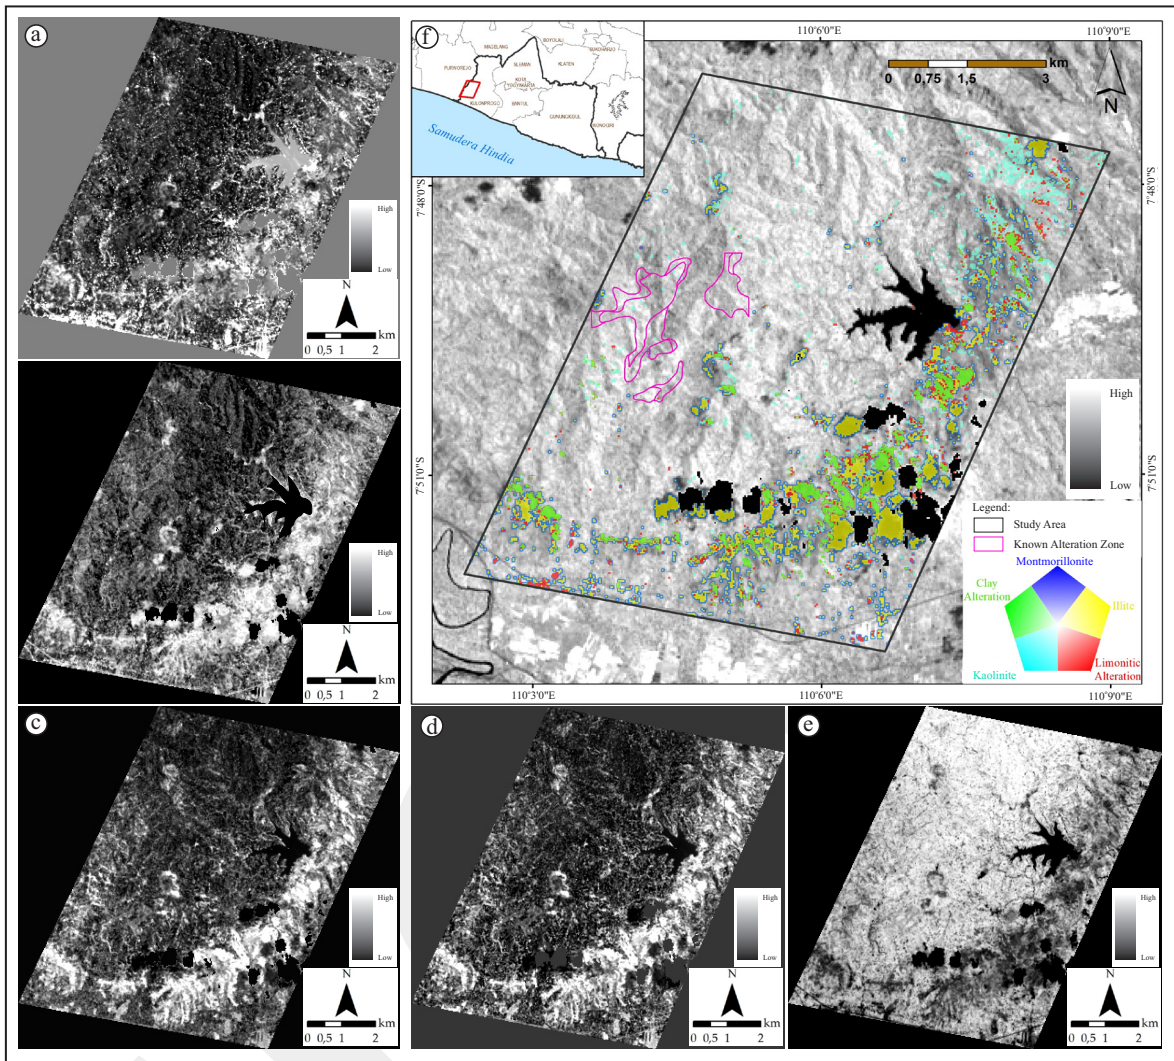 a
High
Low
N
km
0 0,5 1 2
High
Low
N
km
0 0,5 1 2
c
High
Low
N
km
0 0,5 1 2
f
MAGELANG
BOYOLALI
SUKOHARJO
PURWOREJO
SLEMAN
KLATEN
KOTA
YOGYAKARTA
KULONPROGO
BANTUL
GUNUNGKIDUL
WONOGIRI
Samudera Hindia
110°6'0"E
110°9'0"E
km
0 0,75 1,5 3
N
7°48'0"S
7°48'0"S
7°51'0"S
7°51'0"S
High
Low
Legend:
Study Area
Known Alteration Zone
Montmorillonite
Clay
Alteration
Illite
Kaolinite
Limonitic
Alteration
110°3'0"E
110°6'0"E
110°9'0"E
d
High
Low
N
km
0 0,5 1 2
e
High
Low
N
km
0 0,5 1 2